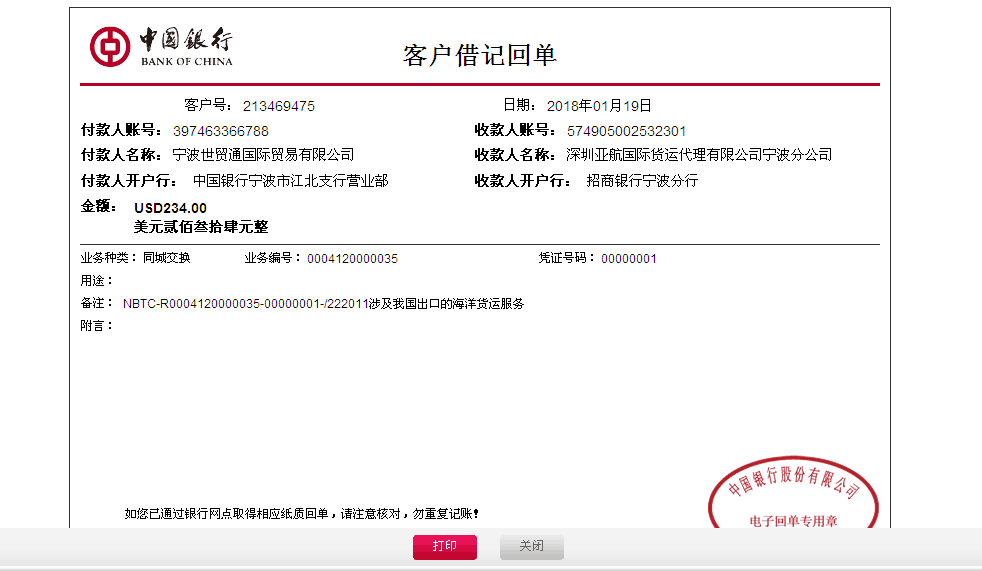 中国银行
BANK OF CHINA
客户借记回单
客户号： 213469475 日期： 2018年01月19日
付款人账号： 397463366788 收款人账号： 574905002532301
付款人名称： 宁波世贸通国际贸易有限公司 收款人名称： 深圳亚航国际货运代理有限公司宁波分公司
付款人开户行： 中国银行宁波市江北支行营业部 收款人开户行： 招商银行宁波分行
金额： USD234.00
美元贰佰叁拾肆元整
业务种类： 同城交换 业务编号： 0004120000035 凭证号码： 00000001
用途：
备注： NBTC-R0004120000035-00000001-/222011涉及我国出口的海洋货运服务
附言：
中国银行股份有限公司
电子回单专用章
如您已通过银行网点取得相应纸质回单，请注意核对，勿重复记账！
打印 关闭